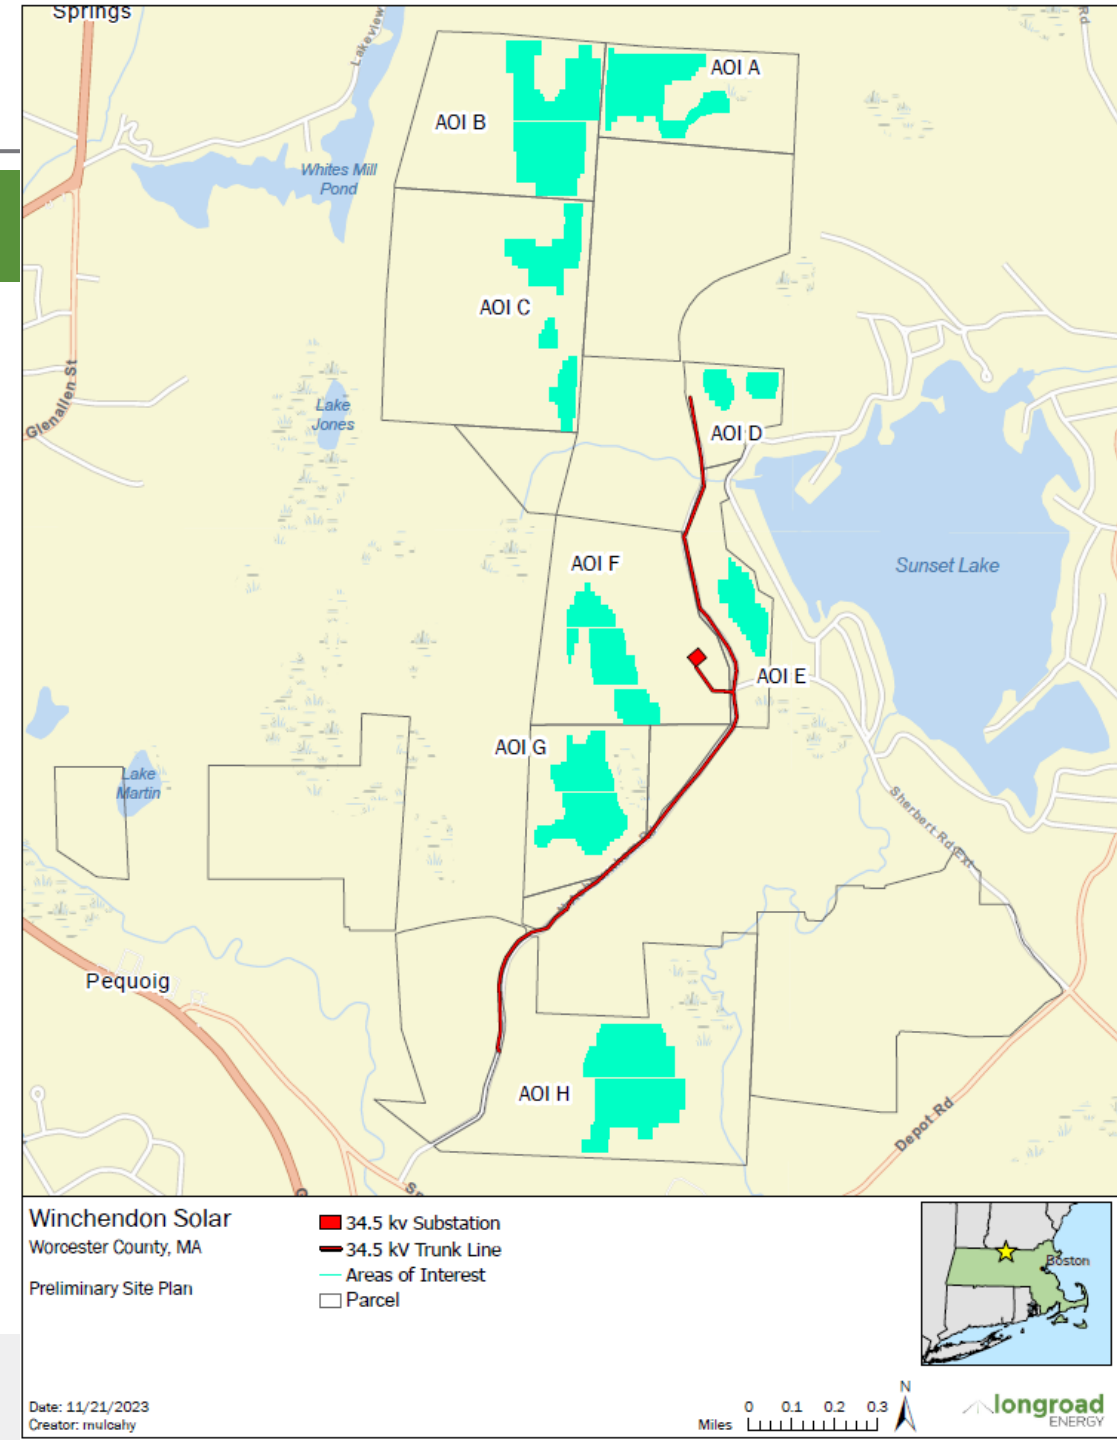 Springs
Lakeview
Rd
AOI A
AOI B
Whites Mill
Pond
AOI C
Glenallen St
Lake
Jones
AOI D
Sunset Lake
AOI F
AOI E
AOI G
Lake
Martin
Sherbert Rd Ext
Pequoig
AOI H
Depot Rd
Winchendon Solar
Worcester County, MA
Preliminary Site Plan
34.5 kv Substation
34.5 kV Trunk Line
Areas of Interest
Parcel
Boston
Date: 11/21/2023
Creator: mulcahy
N
Miles
0 0.1 0.2 0.3
longroad
ENERGY